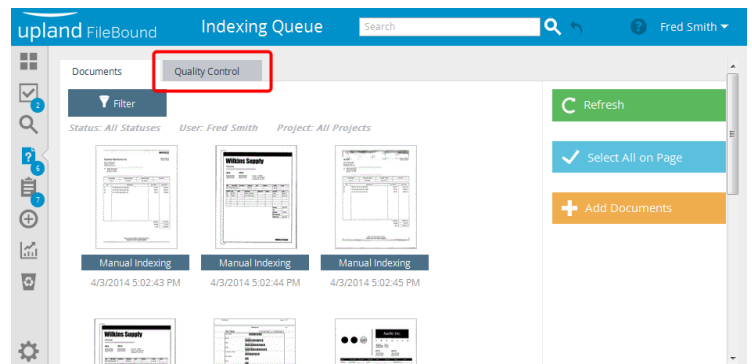 upland FileBound
Indexing Queue
Search
?
Fred Smith
Documents
Quality Control
Filter
Status: All Statuses User: Fred Smith Project: All Projects
Refresh
Select All on Page
Add Documents
2
?
6
7
Wilkins Supply
Manual Indexing Manual Indexing Manual Indexing
4/3/2014 5:02:43 PM 4/3/2014 5:02:44 PM 4/3/2014 5:02:45 PM
Wilkins Supply